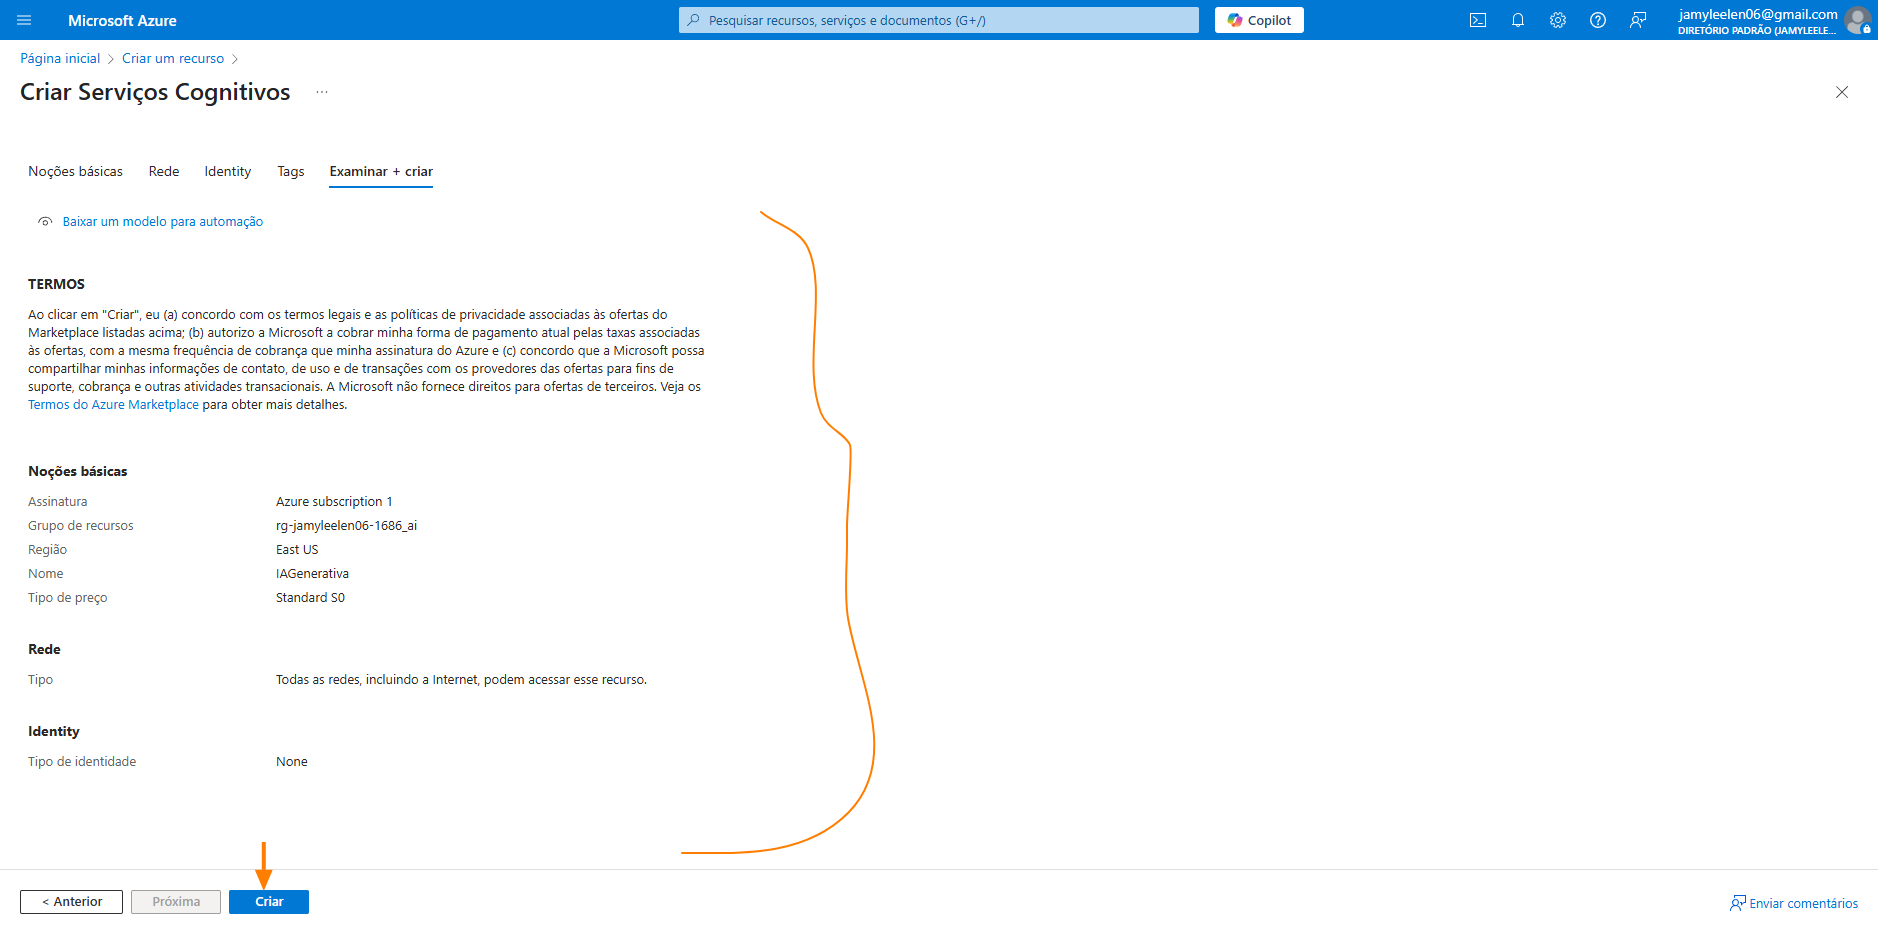 Microsoft Azure
Pesquisar recursos, serviços e documentos (G+/)
Copilot
jamyleelen06@gmail.com
DIRETÓRIO PADRÃO (JAMYLEELE...
Página inicial > Criar um recurso >
Criar Serviços Cognitivos ...
Noções básicas Rede Identity Tags Examinar + criar
Baixar um modelo para automação
TERMOS
Ao clicar em "Criar", eu (a) concordo com os termos legais e as políticas de privacidade associadas às ofertas do
Marketplace listadas acima; (b) autorizo a Microsoft a cobrar minha forma de pagamento atual pelas taxas associadas
às ofertas, com a mesma frequência de cobrança que minha assinatura do Azure e (c) concordo que a Microsoft possa
compartilhar minhas informações de contato, de uso e de transações com os provedores das ofertas para fins de
suporte, cobrança e outras atividades transacionais. A Microsoft não fornece direitos para ofertas de terceiros. Veja os
Termos do Azure Marketplace para obter mais detalhes.
Noções básicas
Assinatura Azure subscription 1
Grupo de recursos rg-jamyleelen06-1686_ai
Região East US
Nome IAGenerativa
Tipo de preço Standard S0
Rede
Tipo Todas as redes, incluindo a Internet, podem acessar esse recurso.
Identity
Tipo de identidade None
< Anterior Próxima Criar
Enviar comentários